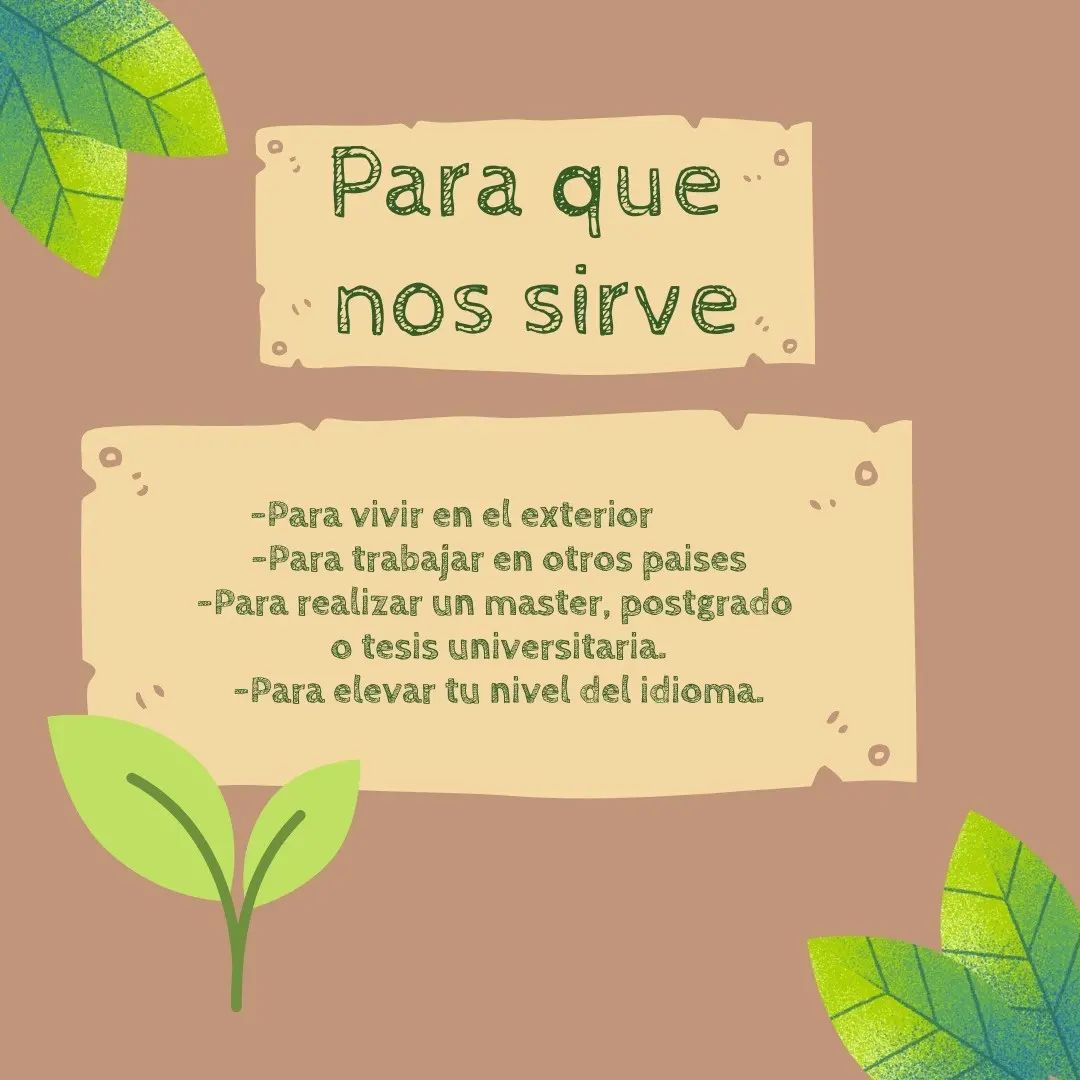 Para que
nos sirve
-Para vivir en el exterior
-Para trabajar en otros paises
-Para realizar un master, postgrado
o tesis universitaria.
-Para elevar tu nivel del idioma.